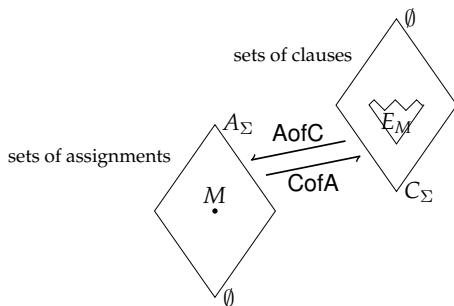 ∅
sets of clauses
E_M
A_Σ
AofC
sets of assignments
CofA
M
C_Σ
∅